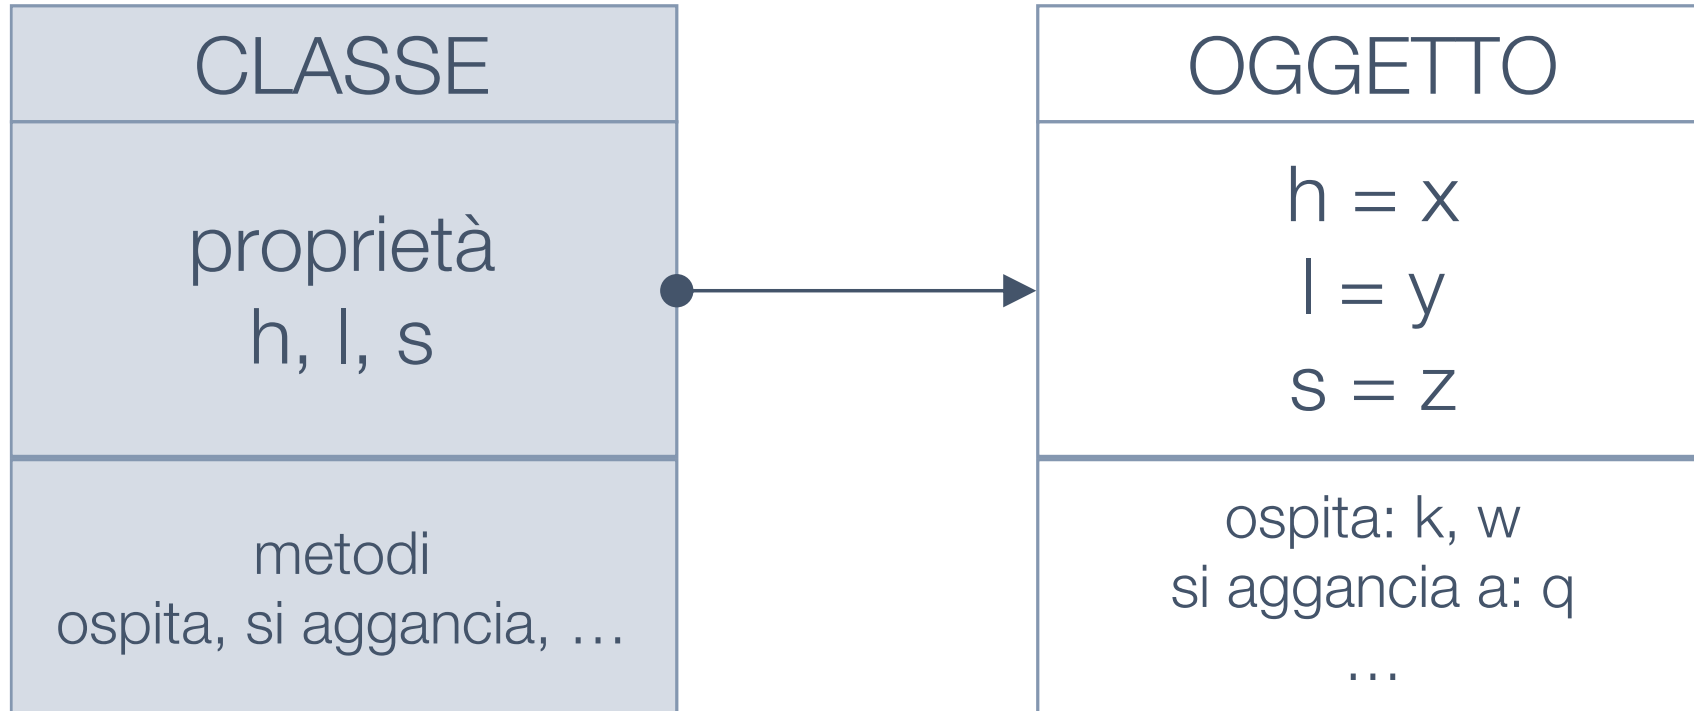 CLASSE
proprietà
h, l, s
metodi
ospita, si aggancia, …
OGGETTO
h = x
l = y
s = z
ospita: k, w
si aggancia a: q
…